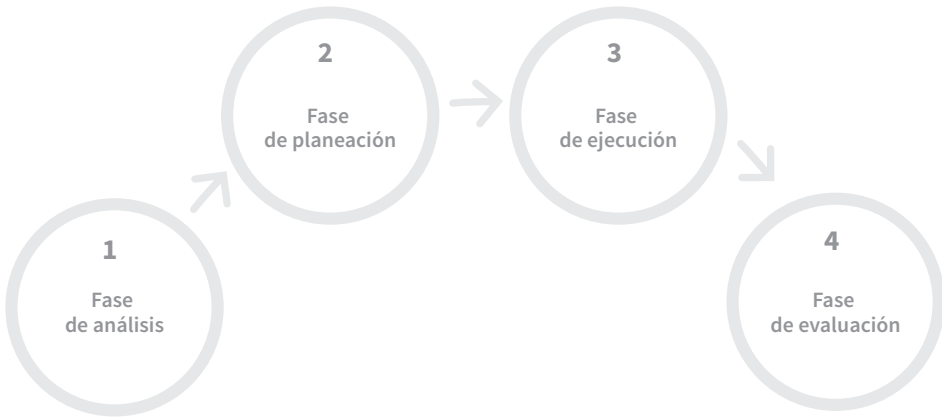 1
Fase
de análisis
2
Fase
de planeación
3
Fase
de ejecución
4
Fase
de evaluación